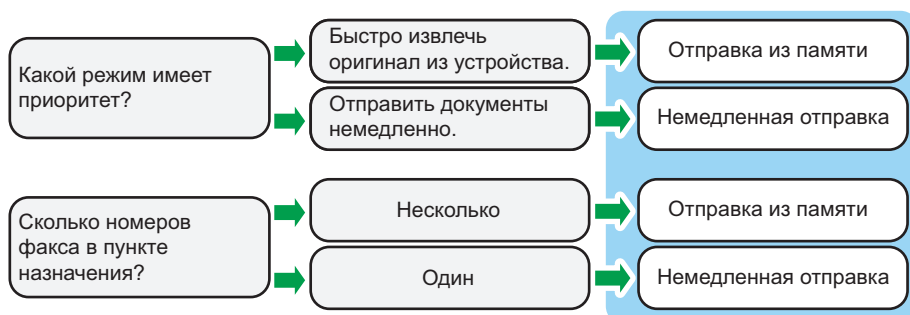 Какой режим имеет
приоритет?
Быстро извлечь
оригинал из устройства.
Отправка из памяти
Отправить документы
немедленно.
Немедленная отправка
Сколько номеров
факса в пункте
назначения?
Несколько
Отправка из памяти
Один
Немедленная отправка